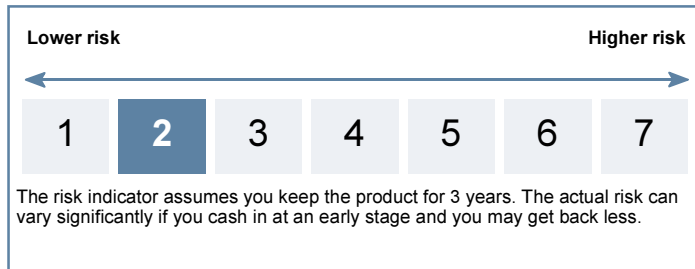 Lower risk Higher risk
1 2 3 4 5 6 7
The risk indicator assumes you keep the product for 3 years. The actual risk can
vary significantly if you cash in at an early stage and you may get back less.